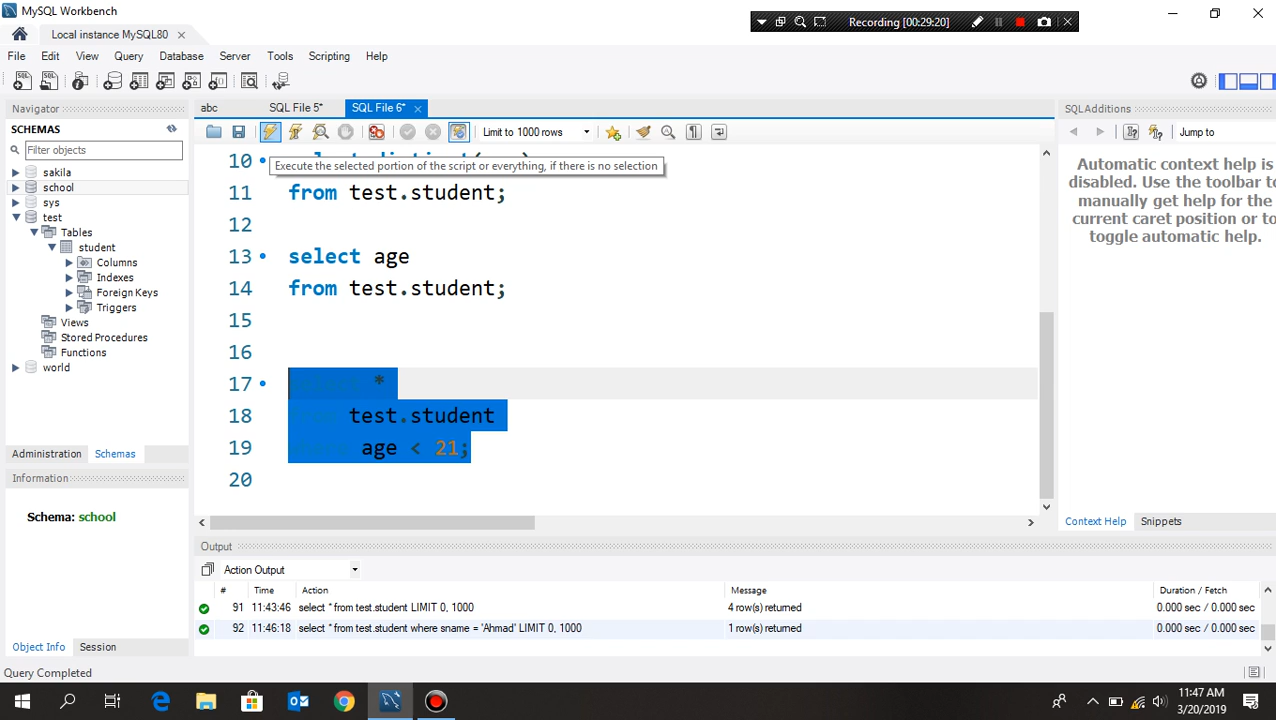 MySQL Workbench
Recording [00:29:20]
Local instance MySQL80
File Edit View Query Database Server Tools Scripting Help
Navigator
SCHEMAS
Filter objects
sakila
school
sys
test
Tables
student
Columns
Indexes
Foreign Keys
Triggers
Views
Stored Procedures
Functions
world
Administration Schemas
Information
Schema: school
Object Info Session
abc SQL File 5* SQL File 6*
Limit to 1000 rows
Execute the selected portion of the script or everything, if there is no selection
10
11 from test.student;
12
13 select age
14 from test.student;
15
16
17 *
18 test.student
19 age < 21;
20
SQLAdditions
Jump to
Automatic context help is
disabled. Use the toolbar to
manually get help for the
current caret position or to
toggle automatic help.
Context Help Snippets
Output
Action Output
# Time Action Message Duration / Fetch
91 11:43:46 select * from test.student LIMIT 0, 1000 4 row(s) returned 0.000 sec / 0.000 sec
92 11:46:18 select * from test.student where sname = 'Ahmad' LIMIT 0, 1000 1 row(s) returned 0.000 sec / 0.000 sec
Query Completed
11:47 AM
3/20/2019